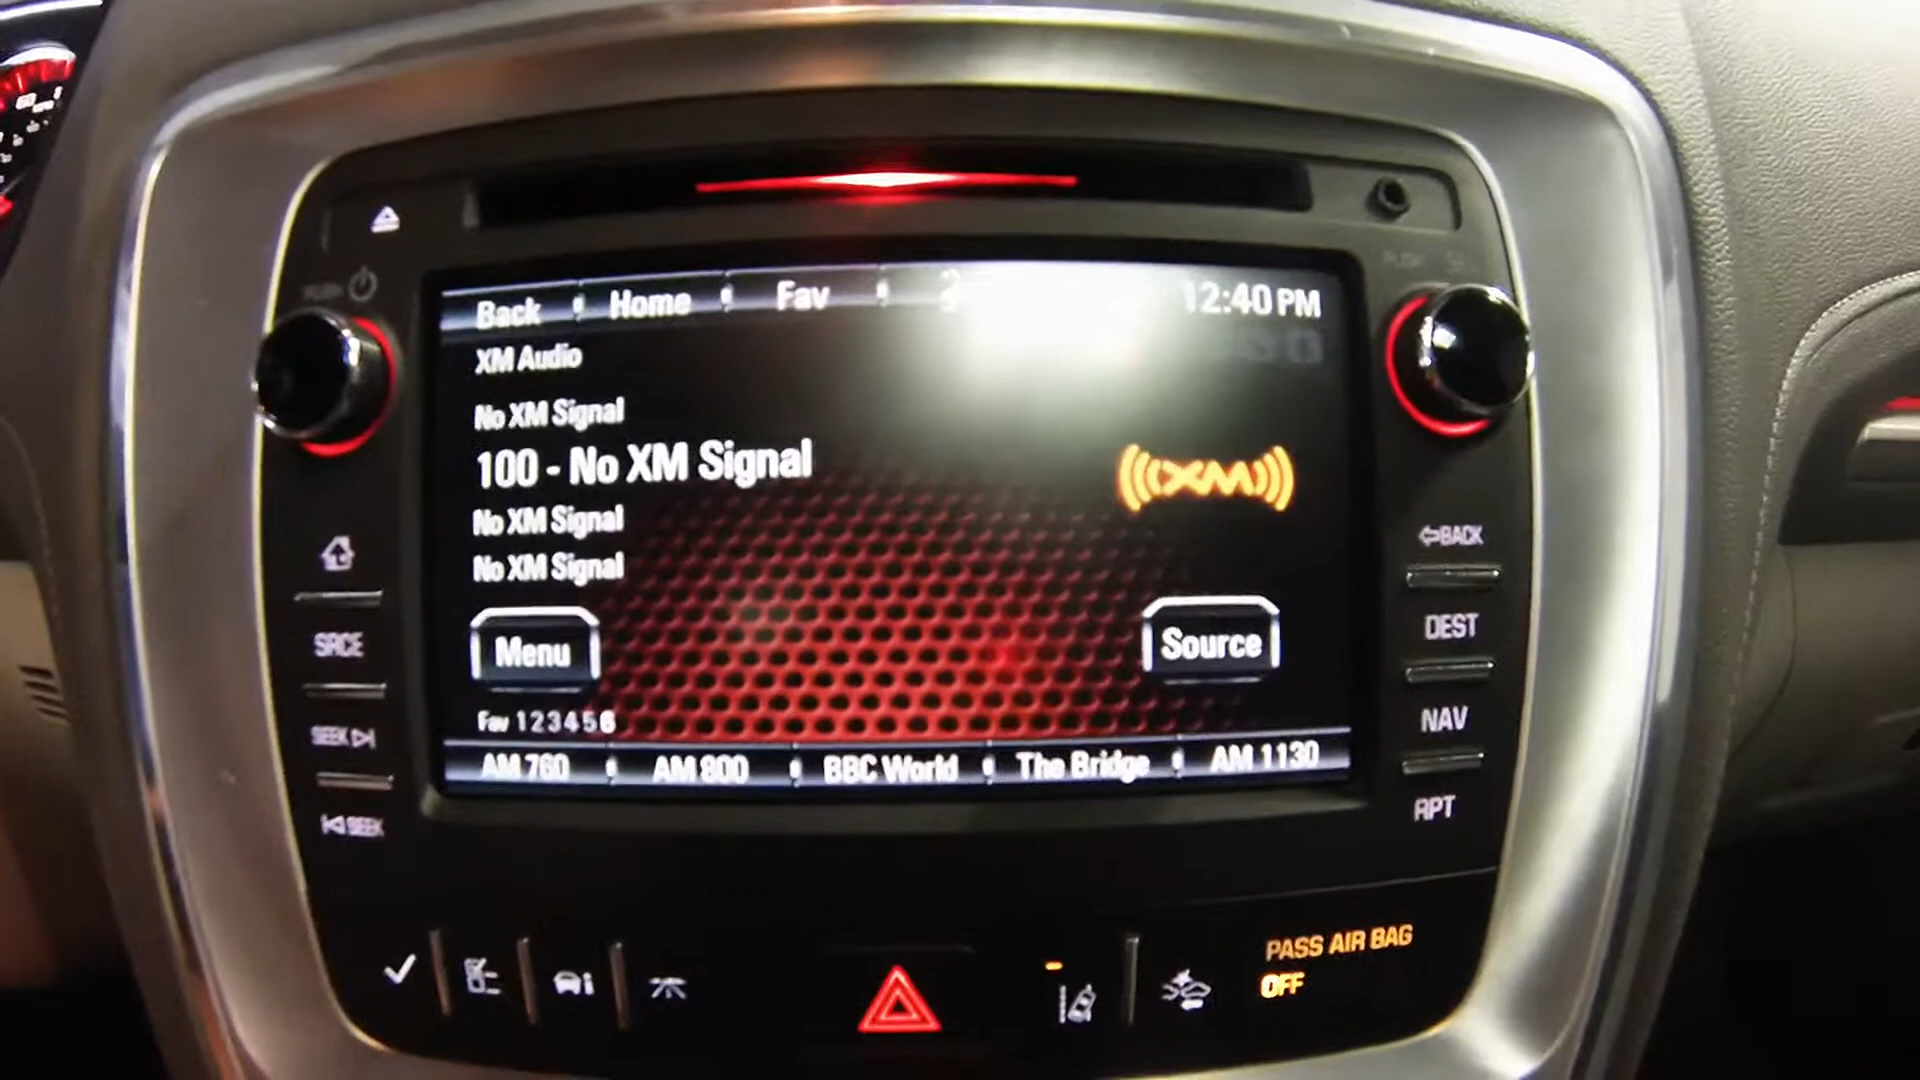 Back Home Fav 12:40 PM
XM Audio
No XM Signal
100 - No XM Signal
((XM))
No XM Signal
No XM Signal
Menu Source
Fav 1 2 3 4 5 6
AM 760 AM 800 BBC World The Bridge AM 1130
SRCE
SEEK
SEEK
BACK
DEST
NAV
RPT
PASS AIR BAG
OFF